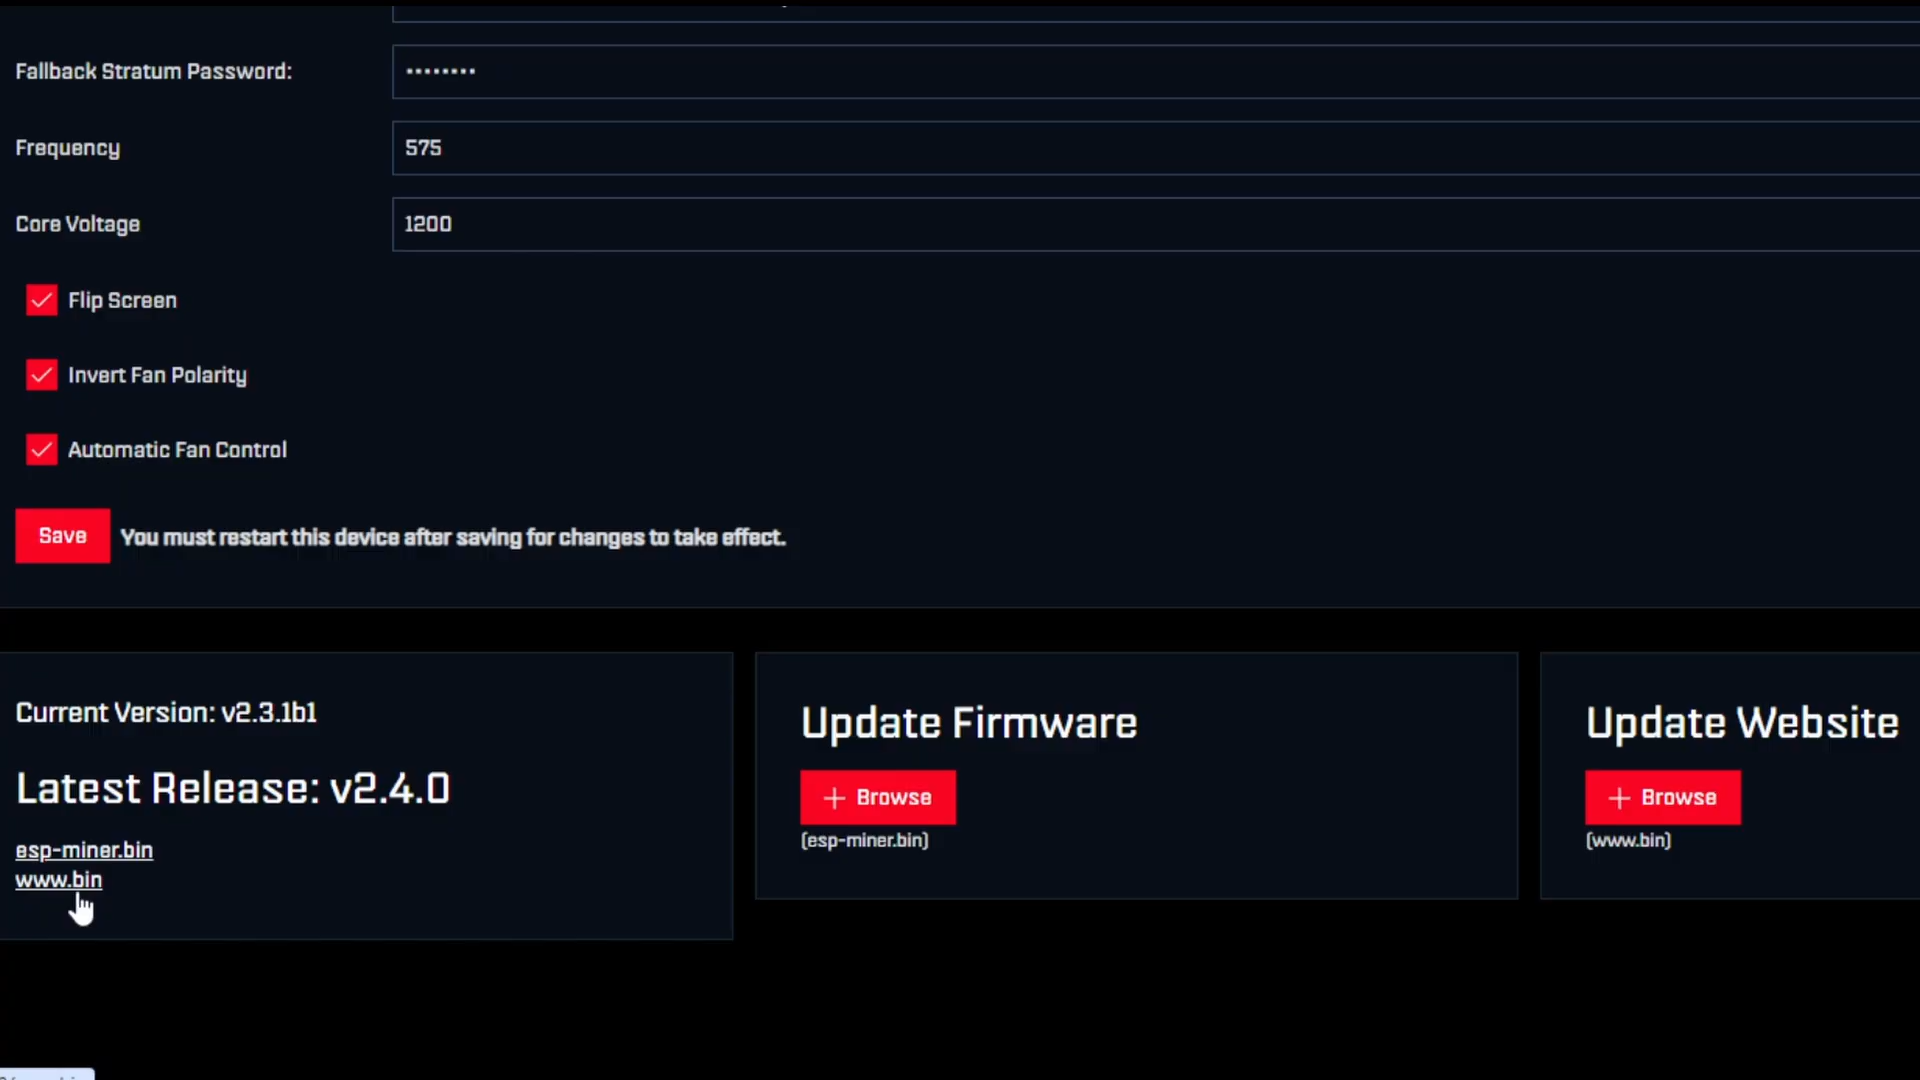 Fallback Stratum Password:
••••••••
Frequency
575
Core Voltage
1200
Flip Screen
Invert Fan Polarity
Automatic Fan Control
Save
You must restart this device after saving for changes to take effect.
Current Version: v2.3.1b1
Latest Release: v2.4.0
esp-miner.bin
www.bin
Update Firmware
+ Browse
(esp-miner.bin)
Update Website
+ Browse
(www.bin)